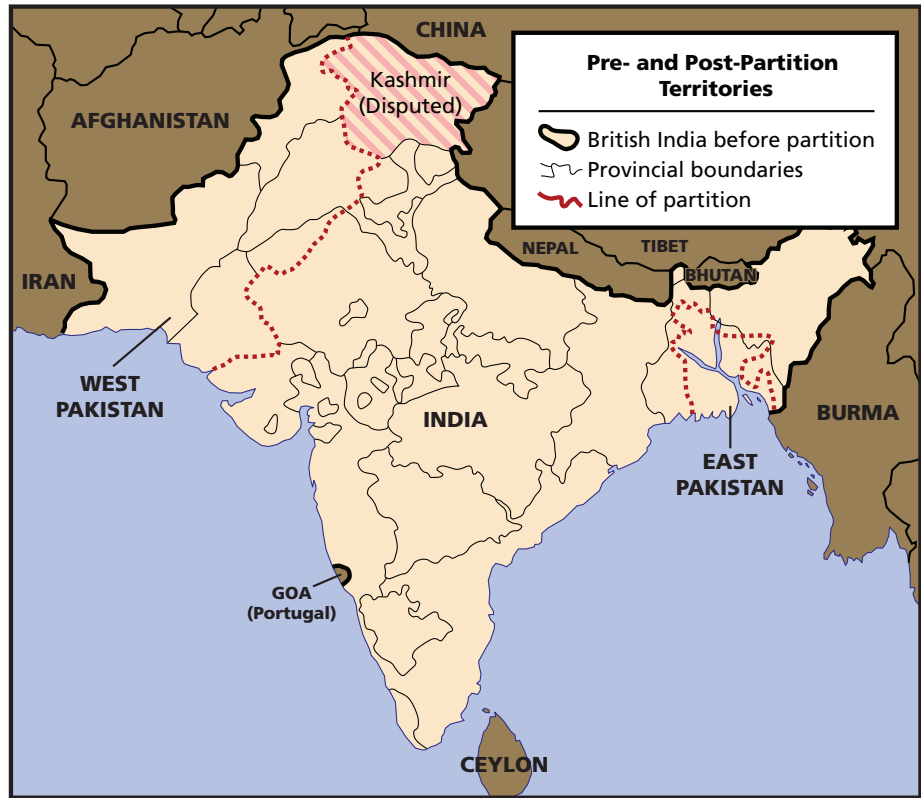 CHINA
Pre- and Post-Partition
Territories
British India before partition
Provincial boundaries
Line of partition
Kashmir
(Disputed)
AFGHANISTAN
NEPAL
TIBET
BHUTAN
IRAN
WEST
PAKISTAN
INDIA
BURMA
EAST
PAKISTAN
GOA
(Portugal)
CEYLON